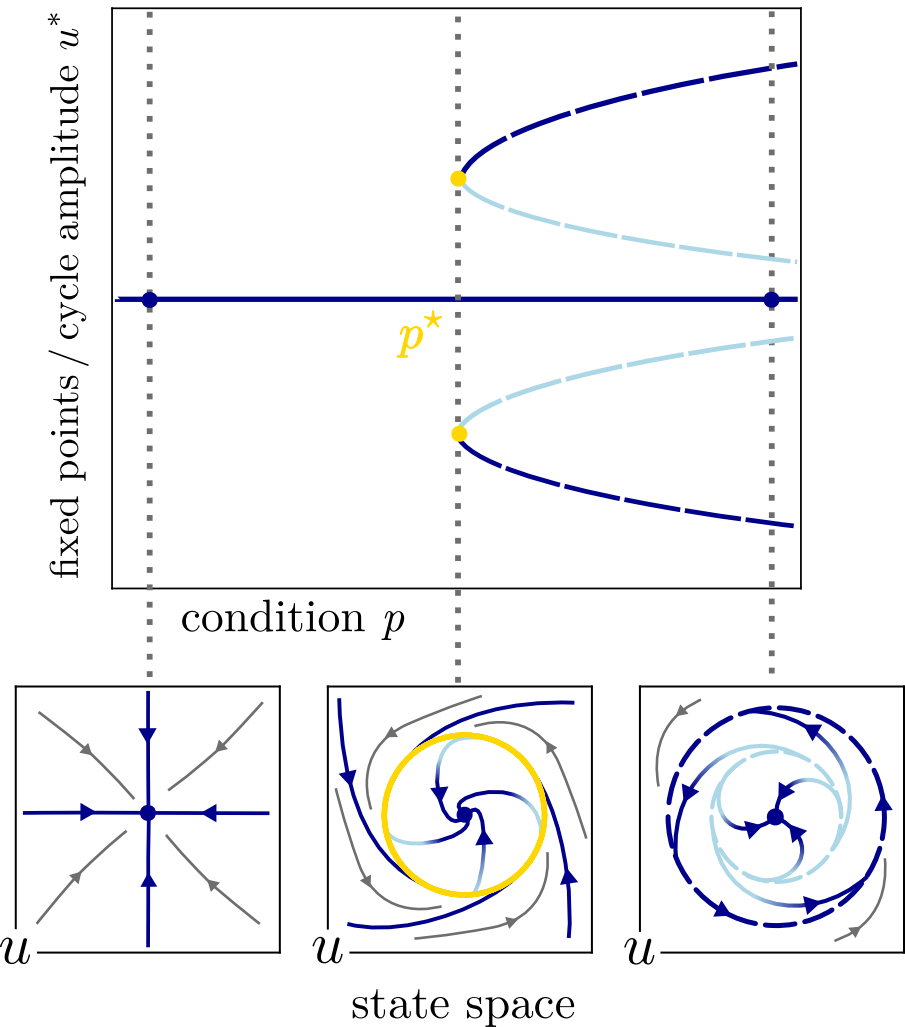 fixed points / cycle amplitude u*
p⋆
condition p
u
u
u
state space